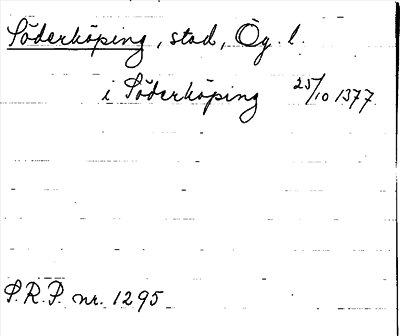 Söderköping, stad, Ög. l.
i Söderköping 25/10 1377
S.R.P. nr. 1295